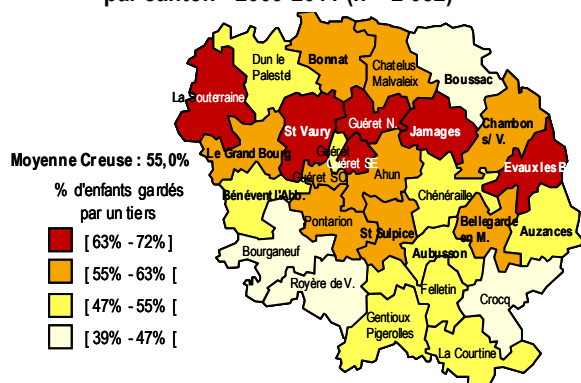 Dun le
Palestel
Bonnat
Chatelus
Malvaleix
Boussac
La Souterraine
St Vaury
Guéret N.
Jarnages
Chambon
s/ V.
Moyenne Creuse : 55,0%
Le Grand Bourg
Guéret
Guéret SE
Guéret SO
Ahun
Evaux les B
% d'enfants gardés
par un tiers
Bénévent l'Abb.
Chénéraille
[ 63% - 72% ]
Pontarion
St Sulpice
Bellegarde
en M.
Auzances
[ 55% - 63% [
Bourganeuf
Aubusson
[ 47% - 55% [
Royère de V.
Felletin
Crocq
[ 39% - 47% [
Gentioux
Pigerolles
La Courtine